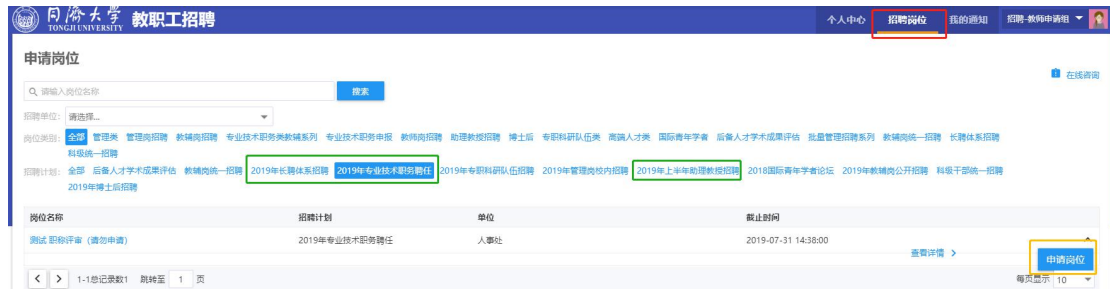 同濟大學 教职工招聘 个人中心 招聘岗位 我的通知 招聘-教师申请组
TONGJI UNIVERSITY
申请岗位
在线咨询
请输入岗位名称 搜索
招聘单位: 请选择...
岗位类别: 全部 管理类 管理岗招聘 教辅岗招聘 专业技术职务类教辅系列 专业技术职务申报 教师岗招聘 助理教授招聘 博士后 专职科研队伍类 高端人才类 国际青年学者 后备人才学术成果评估 批量管理招聘系列 教辅岗统一招聘 长聘体系招聘
科级统一招聘
招聘计划: 全部 后备人才学术成果评估 教辅岗统一招聘 2019年长聘体系招聘 2019年专业技术职务聘任 2019年专职科研队伍招聘 2019年管理岗校内招聘 2019年上半年助理教授招聘 2018国际青年学者论坛 2019年教辅岗公开招聘 科级干部统一招聘
2019年博士后招聘
岗位名称 招聘计划 单位 截止时间
测试 职称评审（请勿申请） 2019年专业技术职务聘任 人事处 2019-07-31 14:38:00
查看详情 申请岗位
1-1总记录数1 跳转至 1 页 每页显示 10